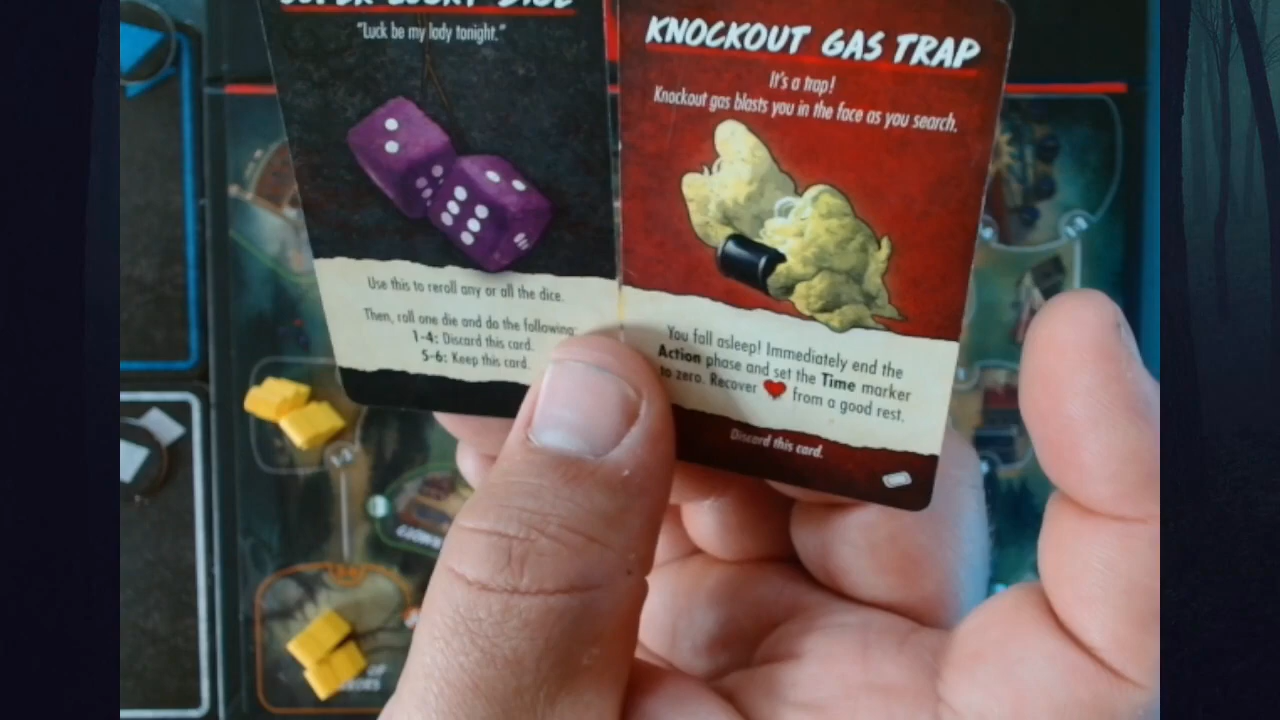 SUPER LUCKY DICE
"Luck be my lady tonight."
Use this to reroll any or all the dice.
Then, roll one die and do the following:
1-4: Discard this card.
5-6: Keep this card.
KNOCKOUT GAS TRAP
It's a trap!
Knockout gas blasts you in the face as you search.
You fall asleep! Immediately end the
Action phase and set the Time marker
to zero. Recover ❤ from a good rest.
Discard this card.